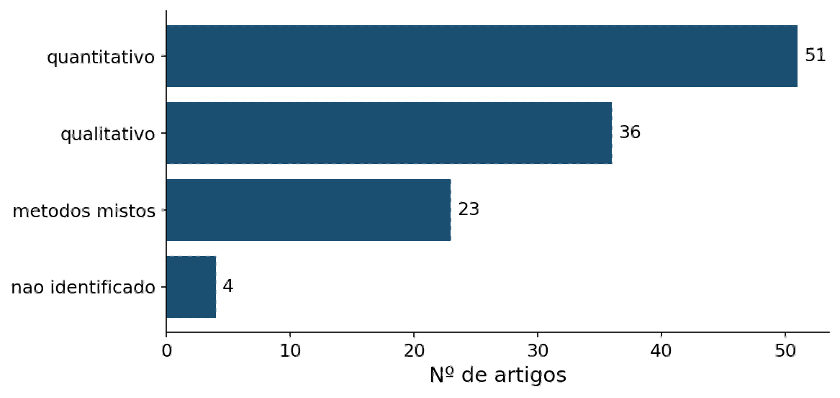 quantitativo 51
qualitativo 36
metodos mistos 23
nao identificado 4
0 10 20 30 40 50
Nº de artigos